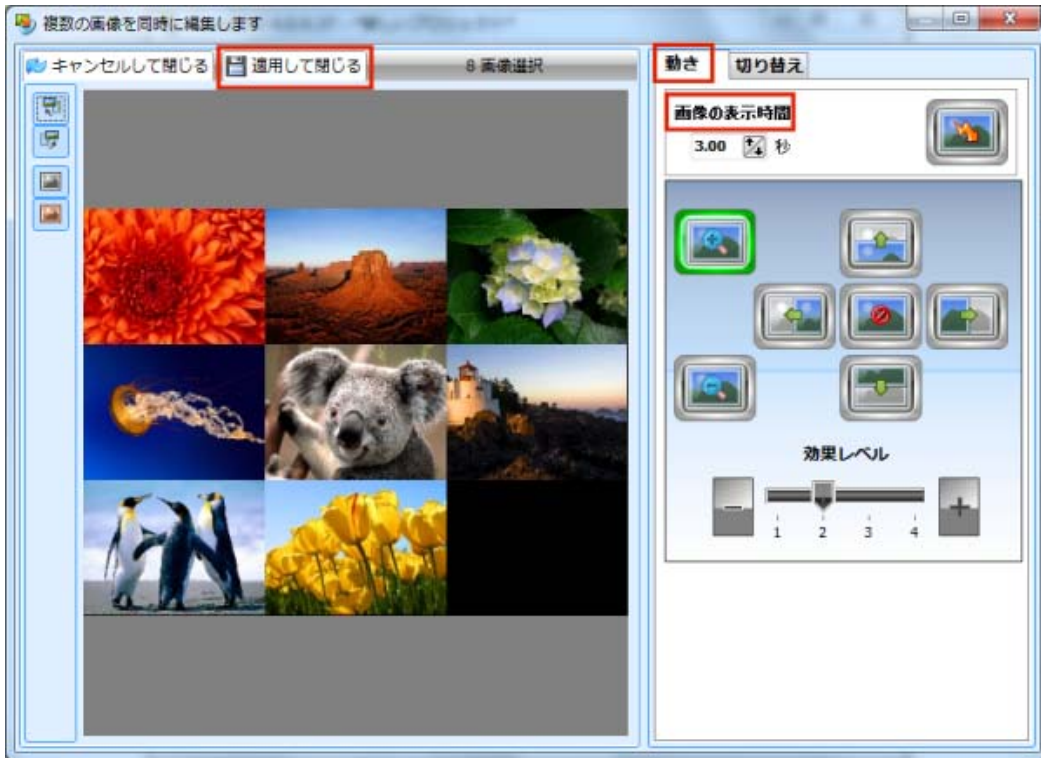 複数の画像を同時に編集します
キャンセルして閉じる 適用して閉じる 8 画像選択
動き 切り替え
画像の表示時間
3.00 秒
効果レベル
1 2 3 4